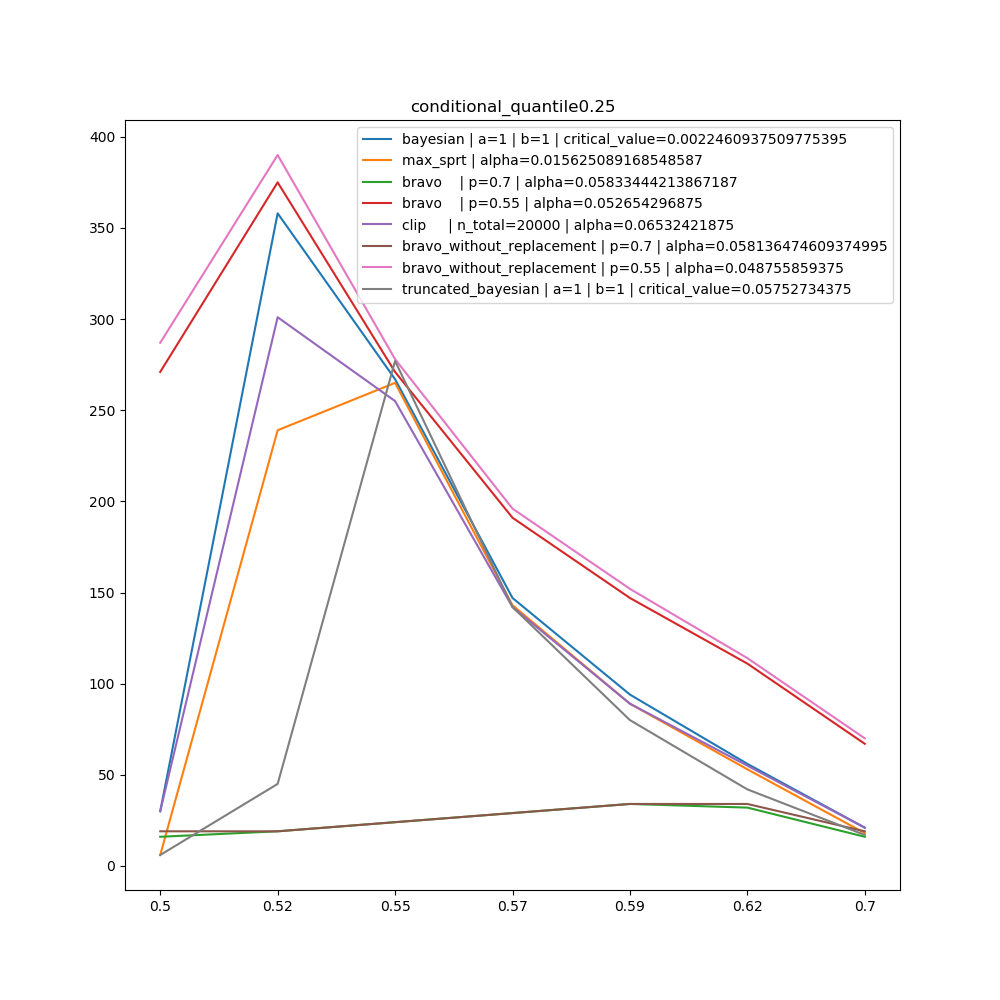 conditional_quantile0.25
400
350
300
250
200
150
100
50
0
bayesian | a=1 | b=1 | critical_value=0.0022460937509775395
max_sprt | alpha=0.015625089168548587
bravo    | p=0.7 | alpha=0.05833444213867187
bravo    | p=0.55 | alpha=0.052654296875
clip     | n_total=20000 | alpha=0.06532421875
bravo_without_replacement | p=0.7 | alpha=0.058136474609374995
bravo_without_replacement | p=0.55 | alpha=0.048755859375
truncated_bayesian | a=1 | b=1 | critical_value=0.05752734375
0.5 0.52 0.55 0.57 0.59 0.62 0.7